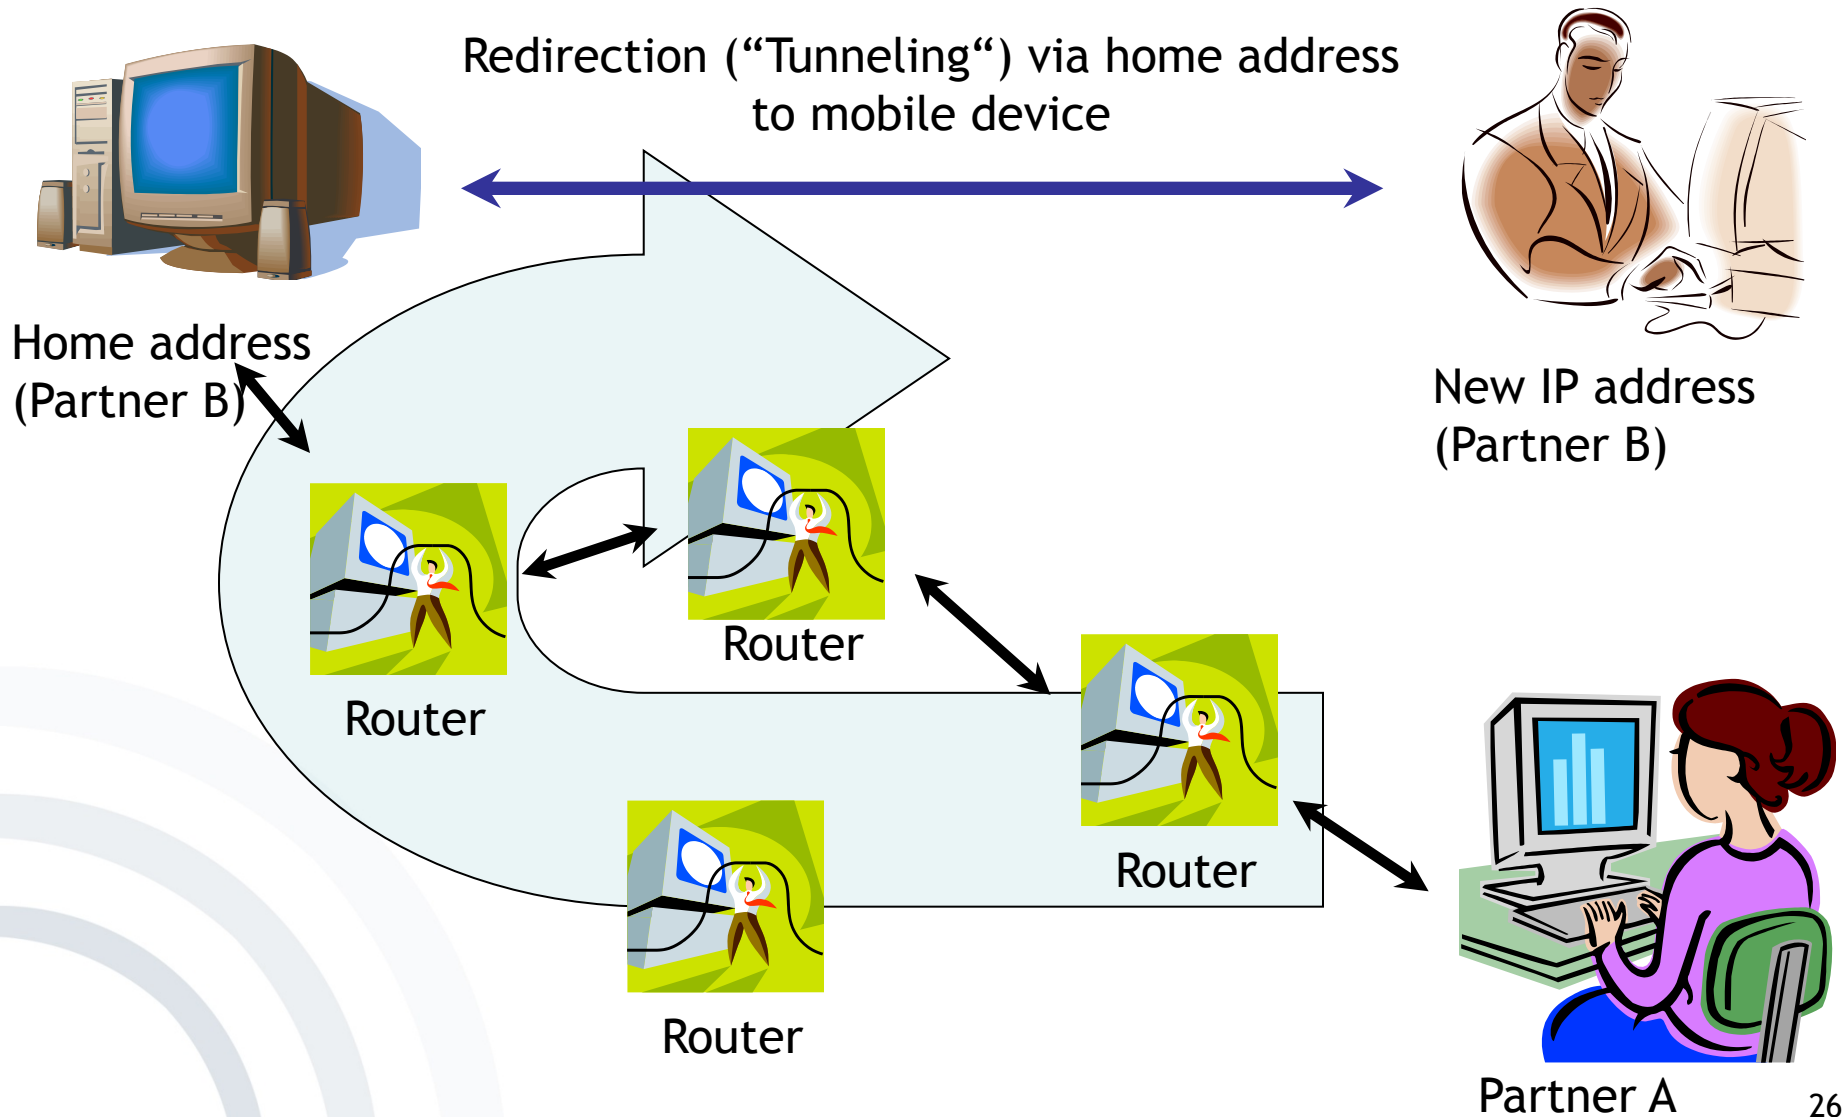 Redirection (“Tunneling“) via home address
to mobile device
Home address
(Partner B)
New IP address
(Partner B)
Router
Router
Router
Router
Partner A
26